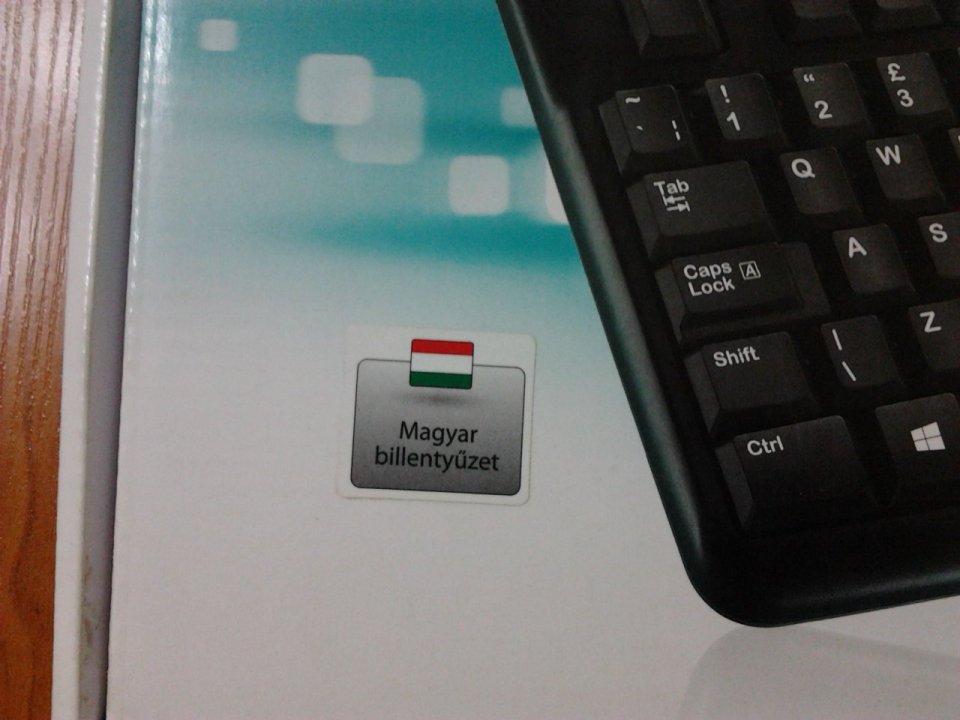 ~ ` ¦
! 1
“ 2
£ 3
Tab
Q
W
Caps Lock A
A
S
Shift
| \
Z
Ctrl
Magyar
billentyűzet